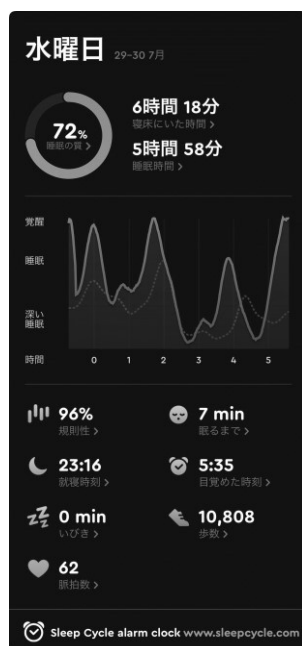 水曜日 29-30 7月
72%
睡眠の質 >
6時間 18分
寝床にいた時間 >
5時間 58分
睡眠時間 >
覚醒
睡眠
深い
睡眠
時間 0 1 2 3 4 5
96%
規則性 >
7 min
眠るまで >
23:16
就寝時刻 >
5:35
目覚めた時刻 >
0 min
いびき >
10,808
歩数 >
62
脈拍数 >
Sleep Cycle alarm clock www.sleepcycle.com